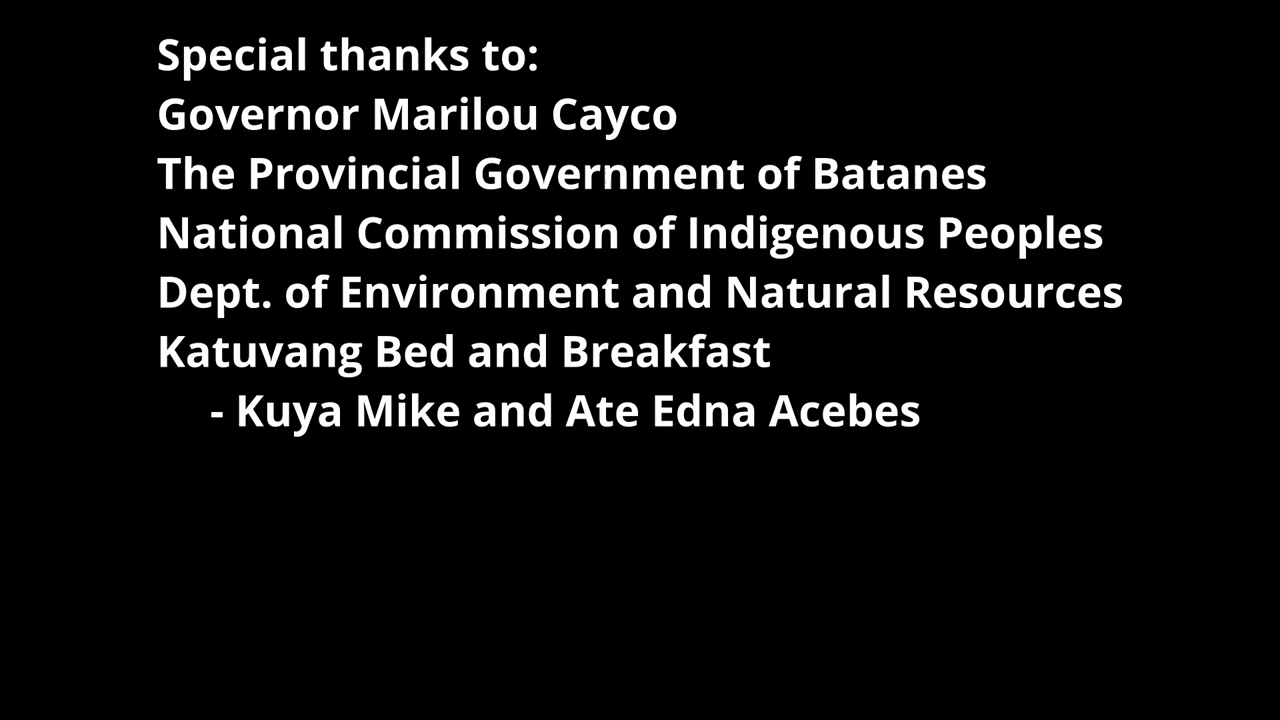 Special thanks to:
Governor Marilou Cayco
The Provincial Government of Batanes
National Commission of Indigenous Peoples
Dept. of Environment and Natural Resources
Katuvang Bed and Breakfast
- Kuya Mike and Ate Edna Acebes